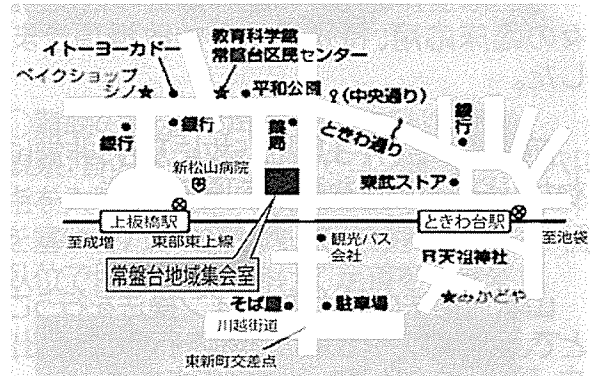 教育科学館
常盤台区民センター
イトーヨーカドー
ベイクショップ
シノ★
★
平和公園
(中央通り)
銀行
銀行
銀行
薬局
ときわ通り
新松山病院
東武ストア
上板橋駅
ときわ台駅
至成増
東部東上線
観光バス
会社
至池袋
天祖神社
常盤台地域集会室
★みかどや
そば屋
駐車場
川越街道
東新町交差点